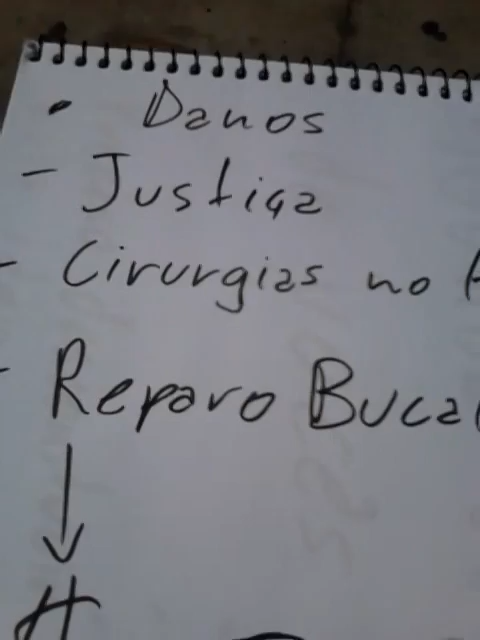 • Danos
- Justiça
- Cirurgias no
- Reparo Bucal
↓